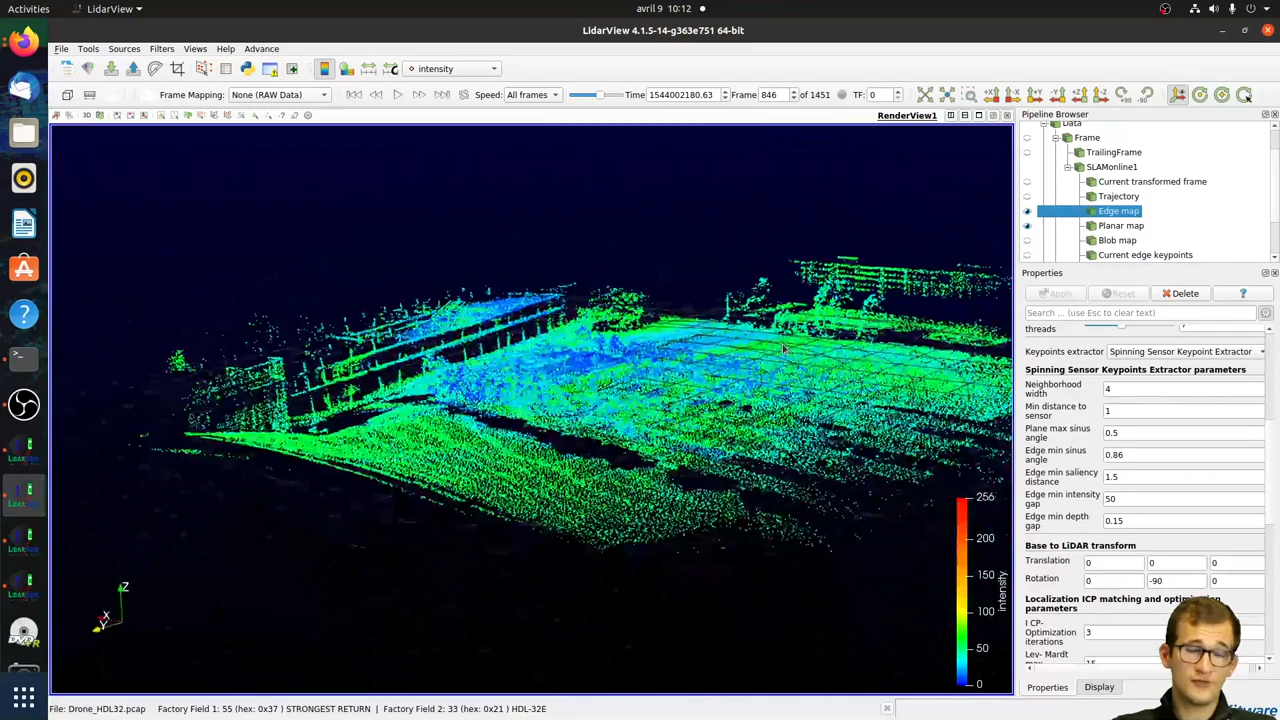 Activities
LidarView
avril 9 10:12
LidarView 4.1.5-14-g363e751 64-bit
File Tools Sources Filters Views Help Advance
intensity
Frame Mapping: None (RAW Data) Speed: All frames Time 1544002180.63 Frame 846 of 1451 TF: 0
3D
RenderView1
Pipeline Browser
Data
Frame
TrailingFrame
SLAMonline1
Current transformed frame
Trajectory
Edge map
Planar map
Blob map
Current edge keypoints
Properties
Apply Reset Delete ?
Search ... (use Esc to clear text)
threads
Keypoints extractor Spinning Sensor Keypoint Extractor
Spinning Sensor Keypoints Extractor parameters
Neighborhood width 4
Min distance to sensor 1
Plane max sinus angle 0.5
Edge min sinus angle 0.86
Edge min saliency distance 1.5
Edge min intensity gap 50
Edge min depth gap 0.15
Base to LiDAR transform
Translation 0 0 0
Rotation 0 -90 0
Localization ICP matching and optimization parameters
I CP-Optimization iterations 3
Lev- Mardt max 15
Properties Display
256
200
150
100
50
0
intensity
Z
X
Y
File: Drone_HDL32.pcap Factory Field 1: 55 (hex: 0x37 ) STRONGEST RETURN | Factory Field 2: 33 (hex: 0x21 ) HDL-32E